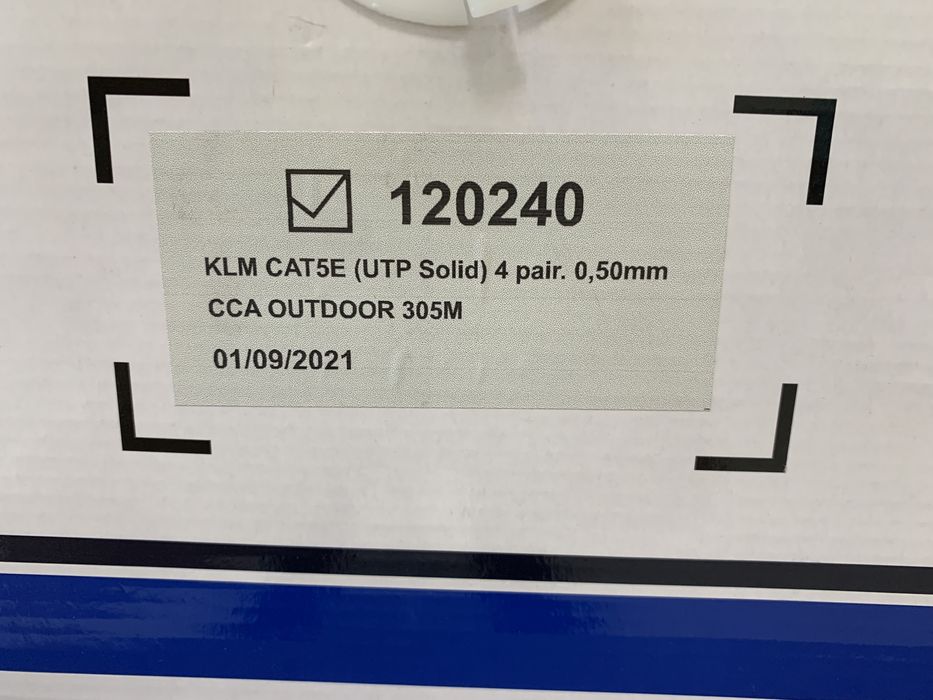 120240
KLM CAT5E (UTP Solid) 4 pair. 0,50mm
CCA OUTDOOR 305M
01/09/2021